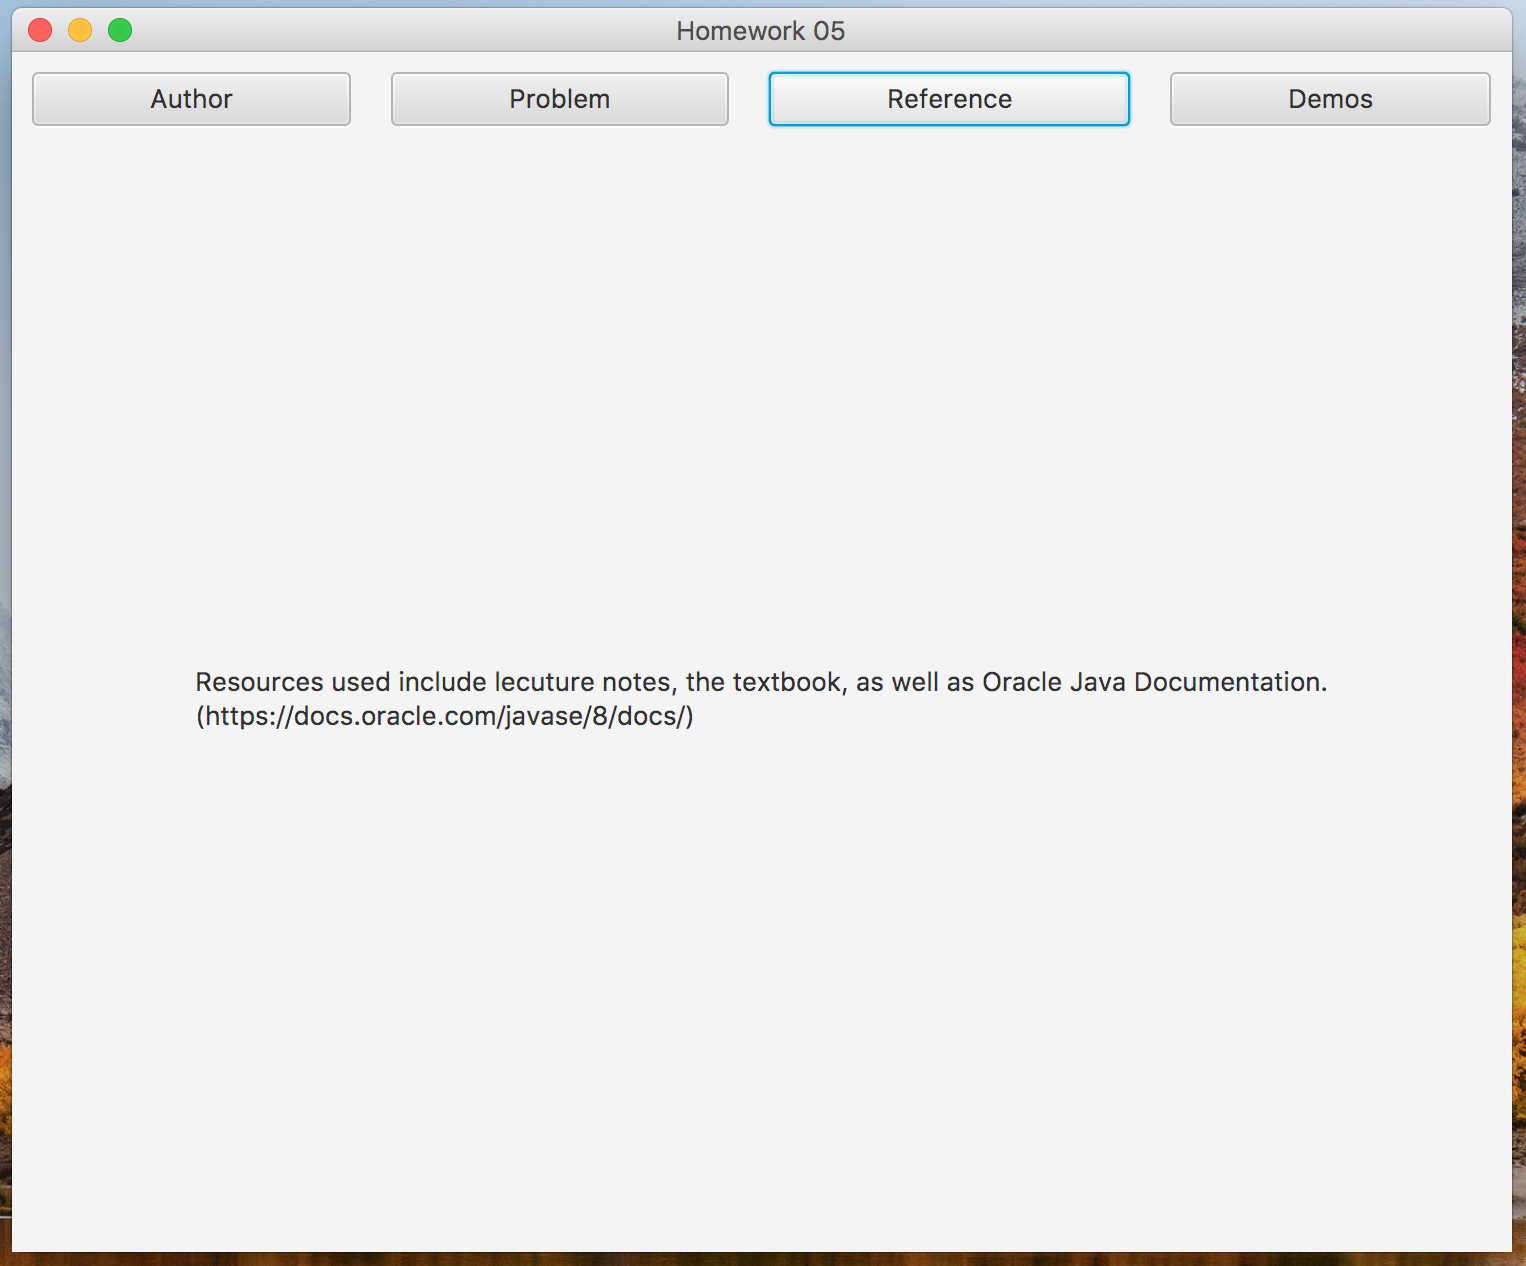 Homework 05
Author
Problem
Reference
Demos
Resources used include lecuture notes, the textbook, as well as Oracle Java Documentation.
(https://docs.oracle.com/javase/8/docs/)